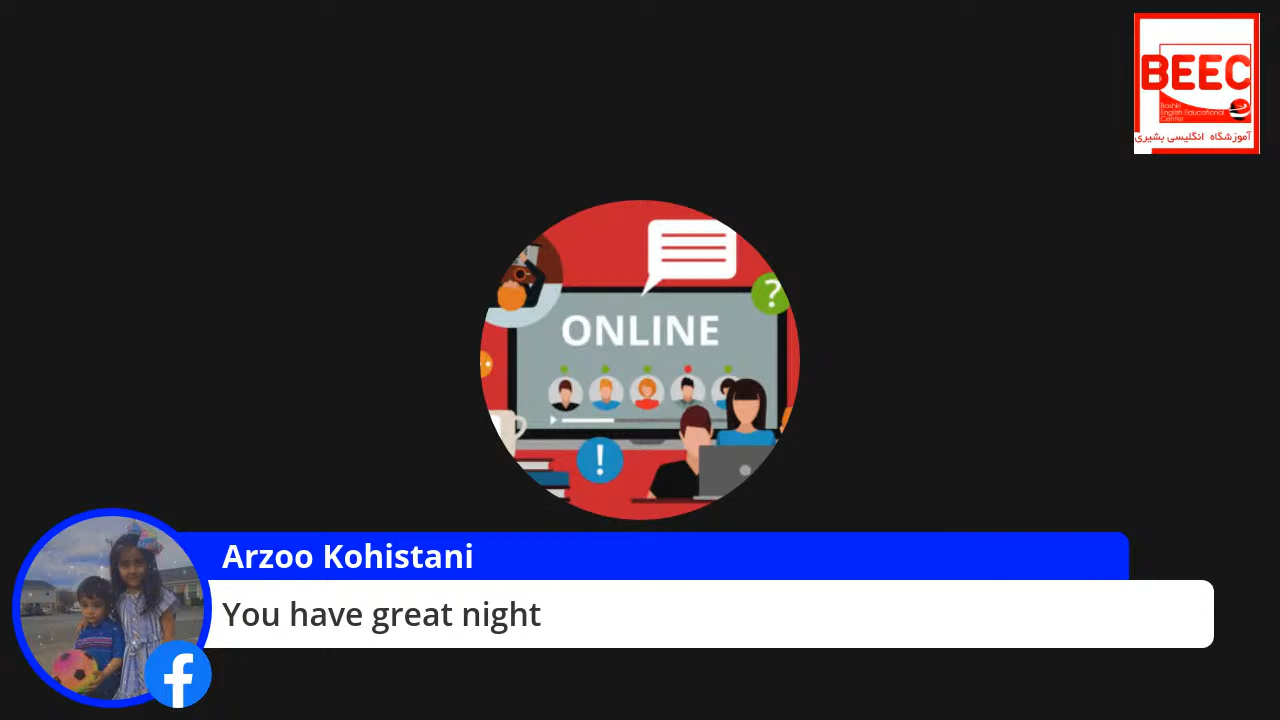 BEEC
Bashiri
English Educational
Center
آموزشگاه انگلیسی بشیری
?
ONLINE
!
Arzoo Kohistani
You have great night
f